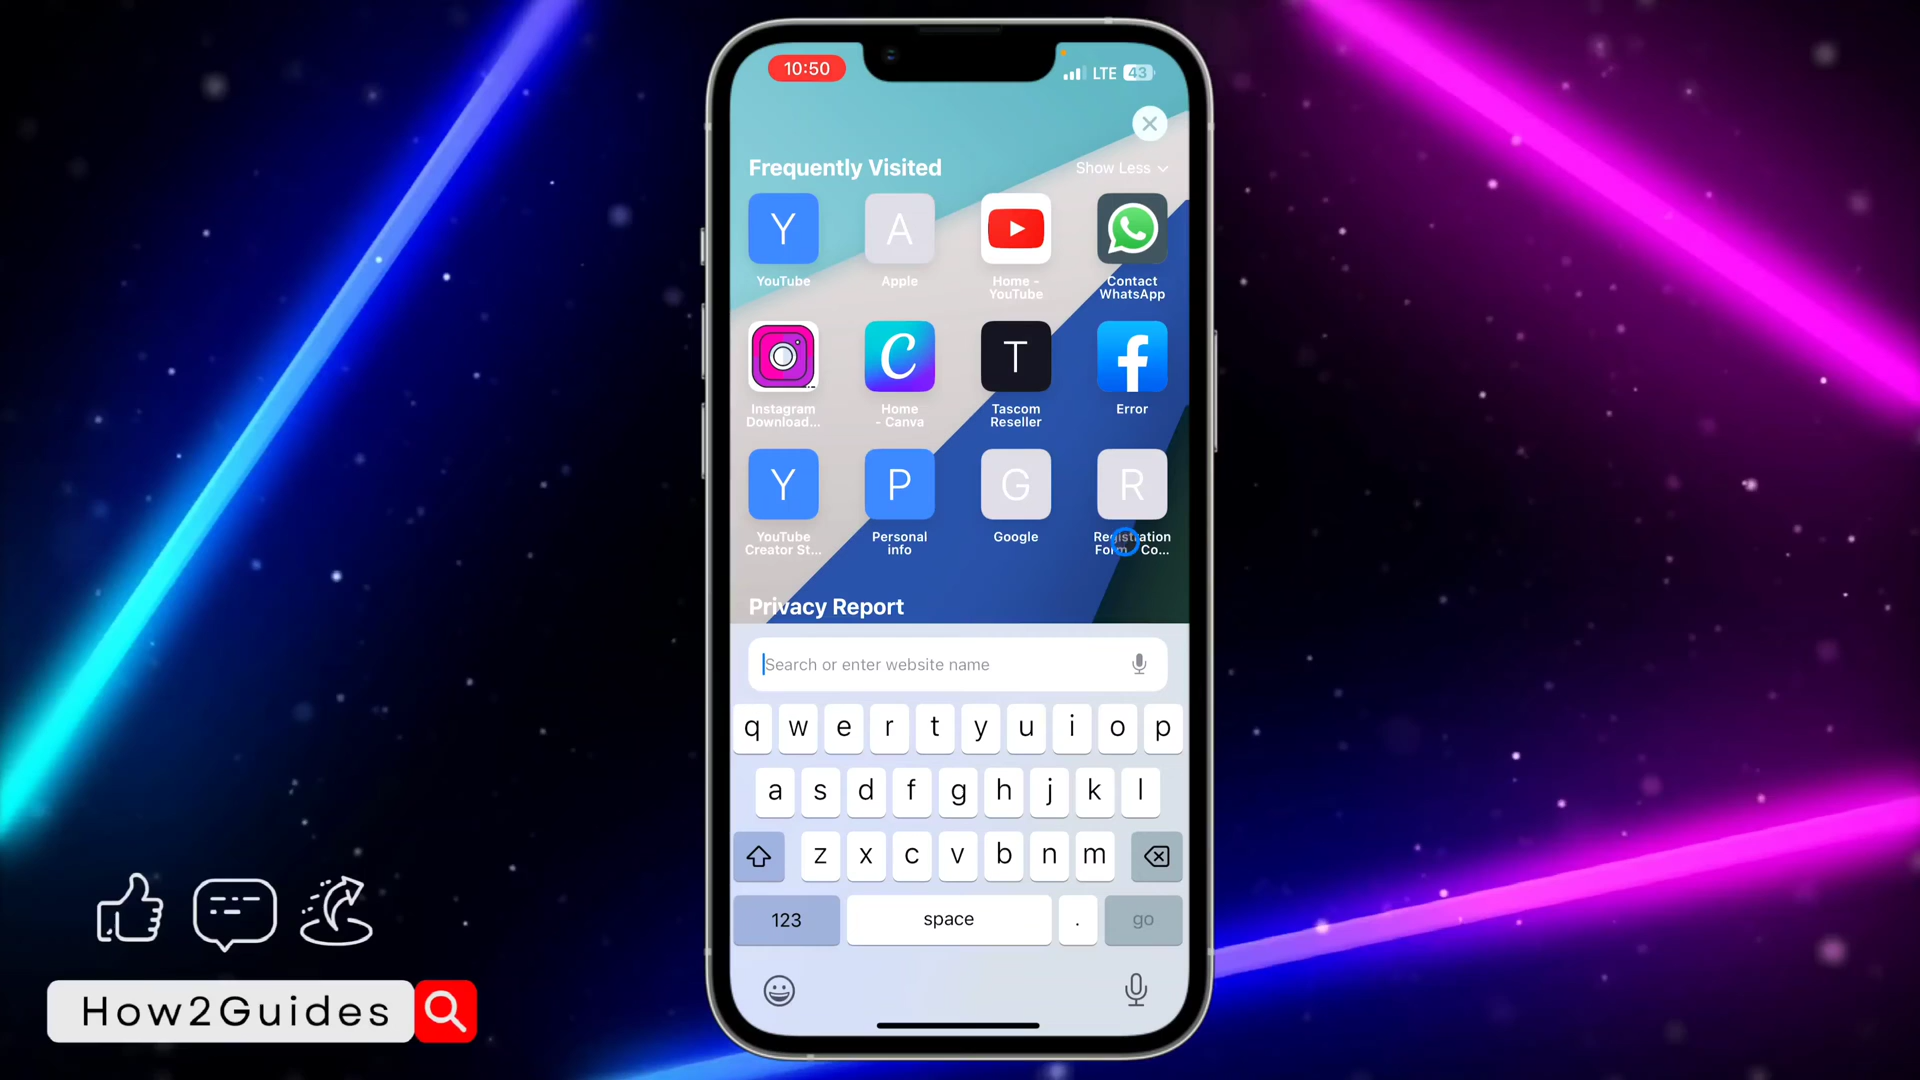 10:50
LTE 43
Frequently Visited
Show Less
Y
A
YouTube
Apple
Home -
YouTube
Contact
WhatsApp
C
T
f
Instagram
Download...
Home
- Canva
Tascom
Reseller
Error
Y
P
G
R
YouTube
Creator St...
Personal
info
Google
Registration
Form Co...
Privacy Report
Search or enter website name
q w e r t y u i o p
a s d f g h j k l
z x c v b n m
123 space . go
How2Guides